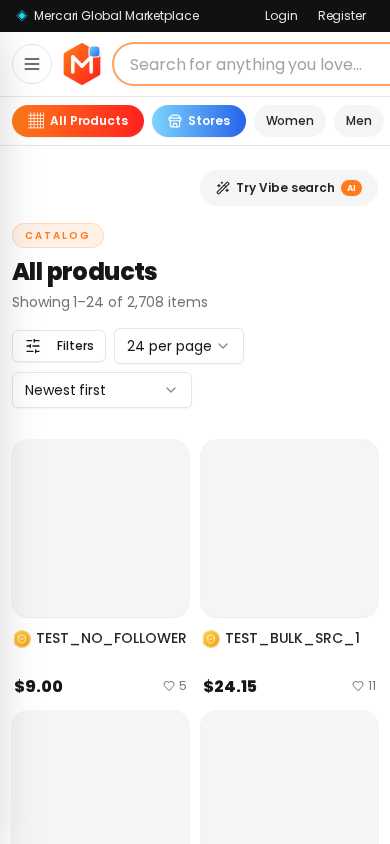 Mercari Global Marketplace
Login
Register
Search for anything you love...
All Products
Stores
Women
Men
Try Vibe search
AI
CATALOG
All products
Showing 1–24 of 2,708 items
Filters
24 per page
Newest first
TEST_NO_FOLLOWER
TEST_BULK_SRC_1
$9.00
5
$24.15
11